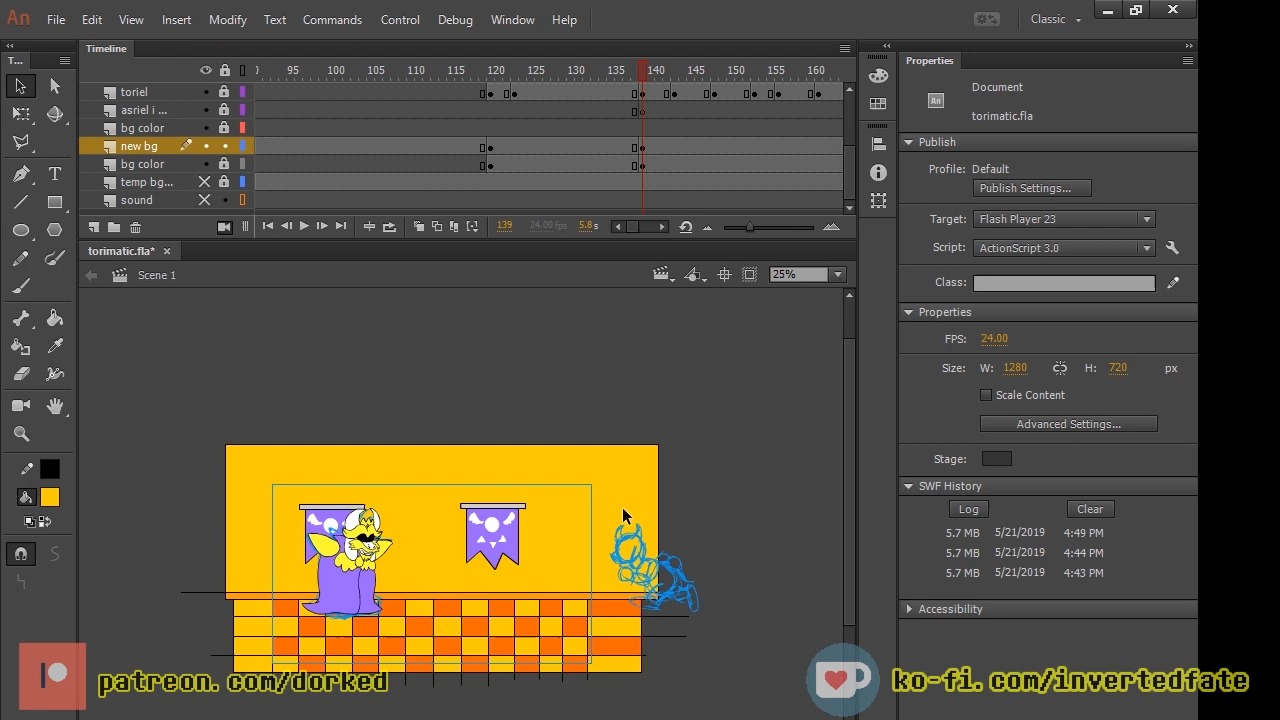 An File Edit View Insert Modify Text Commands Control Debug Window Help Classic
T... Timeline Properties
95 100 105 110 115 120 125 130 135 140 145 150 155 160
toriel
asriel i ...
bg color
new bg
bg color
temp bg...
sound
139 24.00 fps 5.8 s
torimatic.fla*
Scene 1
25%
An Document
torimatic.fla
Publish
Profile: Default
Publish Settings...
Target: Flash Player 23
Script: ActionScript 3.0
Class:
Properties
FPS: 24.00
Size: W: 1280 H: 720 px
Scale Content
Advanced Settings...
Stage:
SWF History
Log Clear
5.7 MB 5/21/2019 4:49 PM
5.7 MB 5/21/2019 4:44 PM
5.7 MB 5/21/2019 4:43 PM
Accessibility
patreon.com/dorked
ko-fi.com/invertedfate